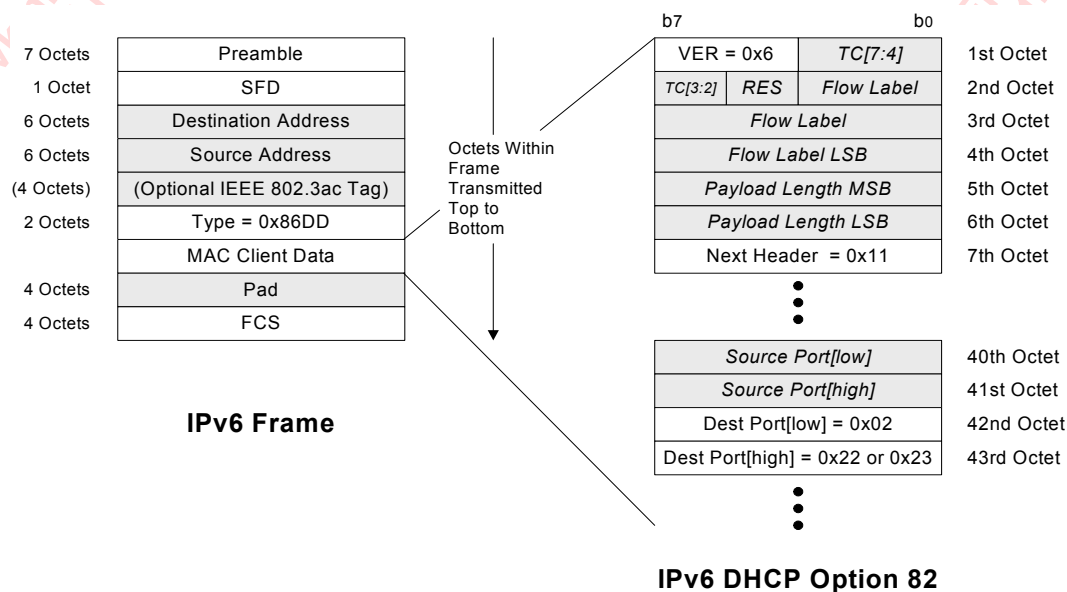 7 Octets
Preamble
1 Octet
SFD
6 Octets
Destination Address
6 Octets
Source Address
(4 Octets)
(Optional IEEE 802.3ac Tag)
2 Octets
Type = 0x86DD
MAC Client Data
4 Octets
Pad
4 Octets
FCS
IPv6 Frame
Octets Within
Frame
Transmitted
Top to
Bottom
b7
b0
VER = 0x6
TC[7:4]
1st Octet
TC[3:2]
RES
Flow Label
2nd Octet
Flow Label
3rd Octet
Flow Label LSB
4th Octet
Payload Length MSB
5th Octet
Payload Length LSB
6th Octet
Next Header = 0x11
7th Octet
Source Port[low]
40th Octet
Source Port[high]
41st Octet
Dest Port[low] = 0x02
42nd Octet
Dest Port[high] = 0x22 or 0x23
43rd Octet
IPv6 DHCP Option 82